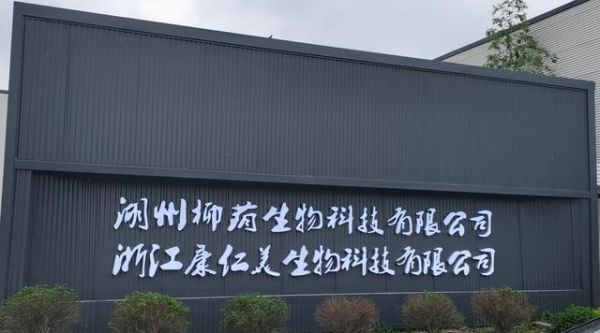 湖州柳荷生物科技有限公司
浙江康仁美生物科技有限公司